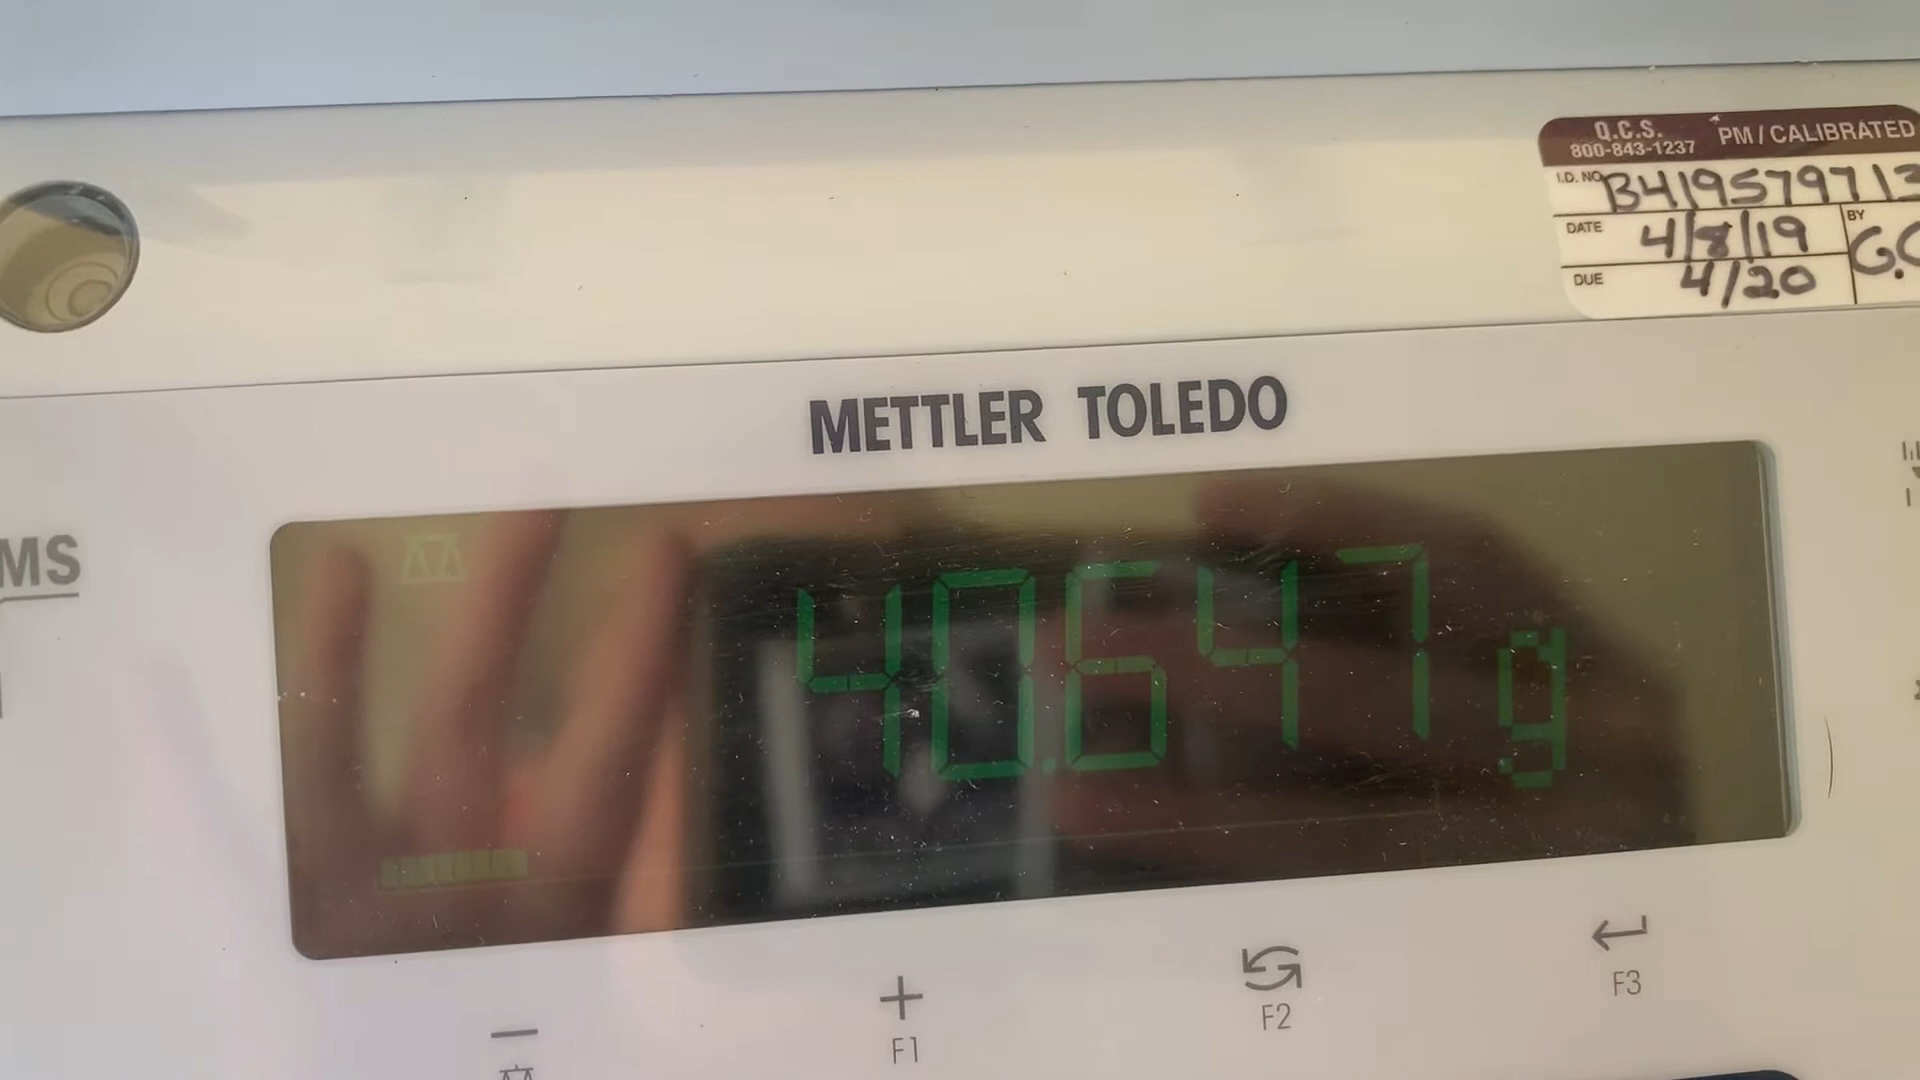 Q.C.S. PM / CALIBRATED
800-843-1237
I.D. NO B419579713
DATE 4/8/19 BY
DUE 4/20
METTLER TOLEDO
MS
40.647 g
F1
F2
F3